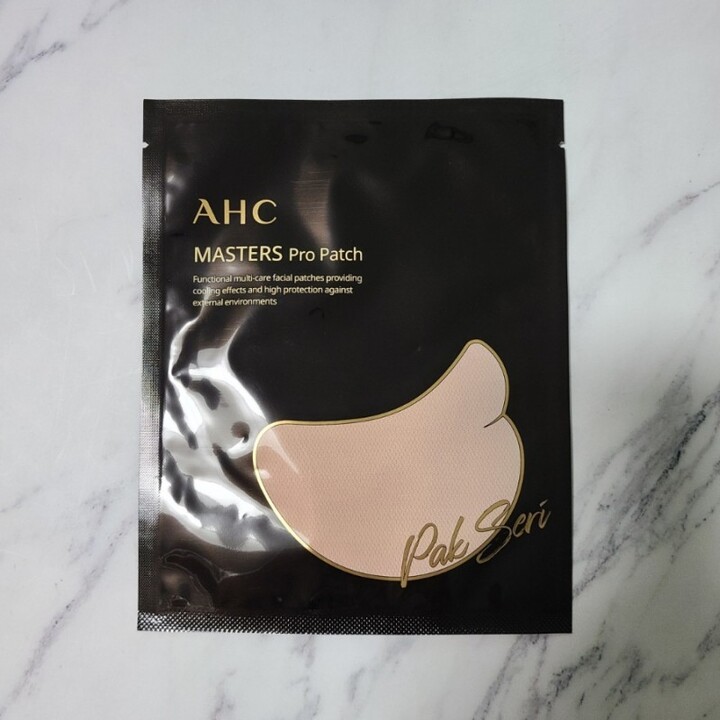 AHC
MASTERS Pro Patch
Functional multi-care facial patches providing
cooling effects and high protection against
external environments
Pak Seri